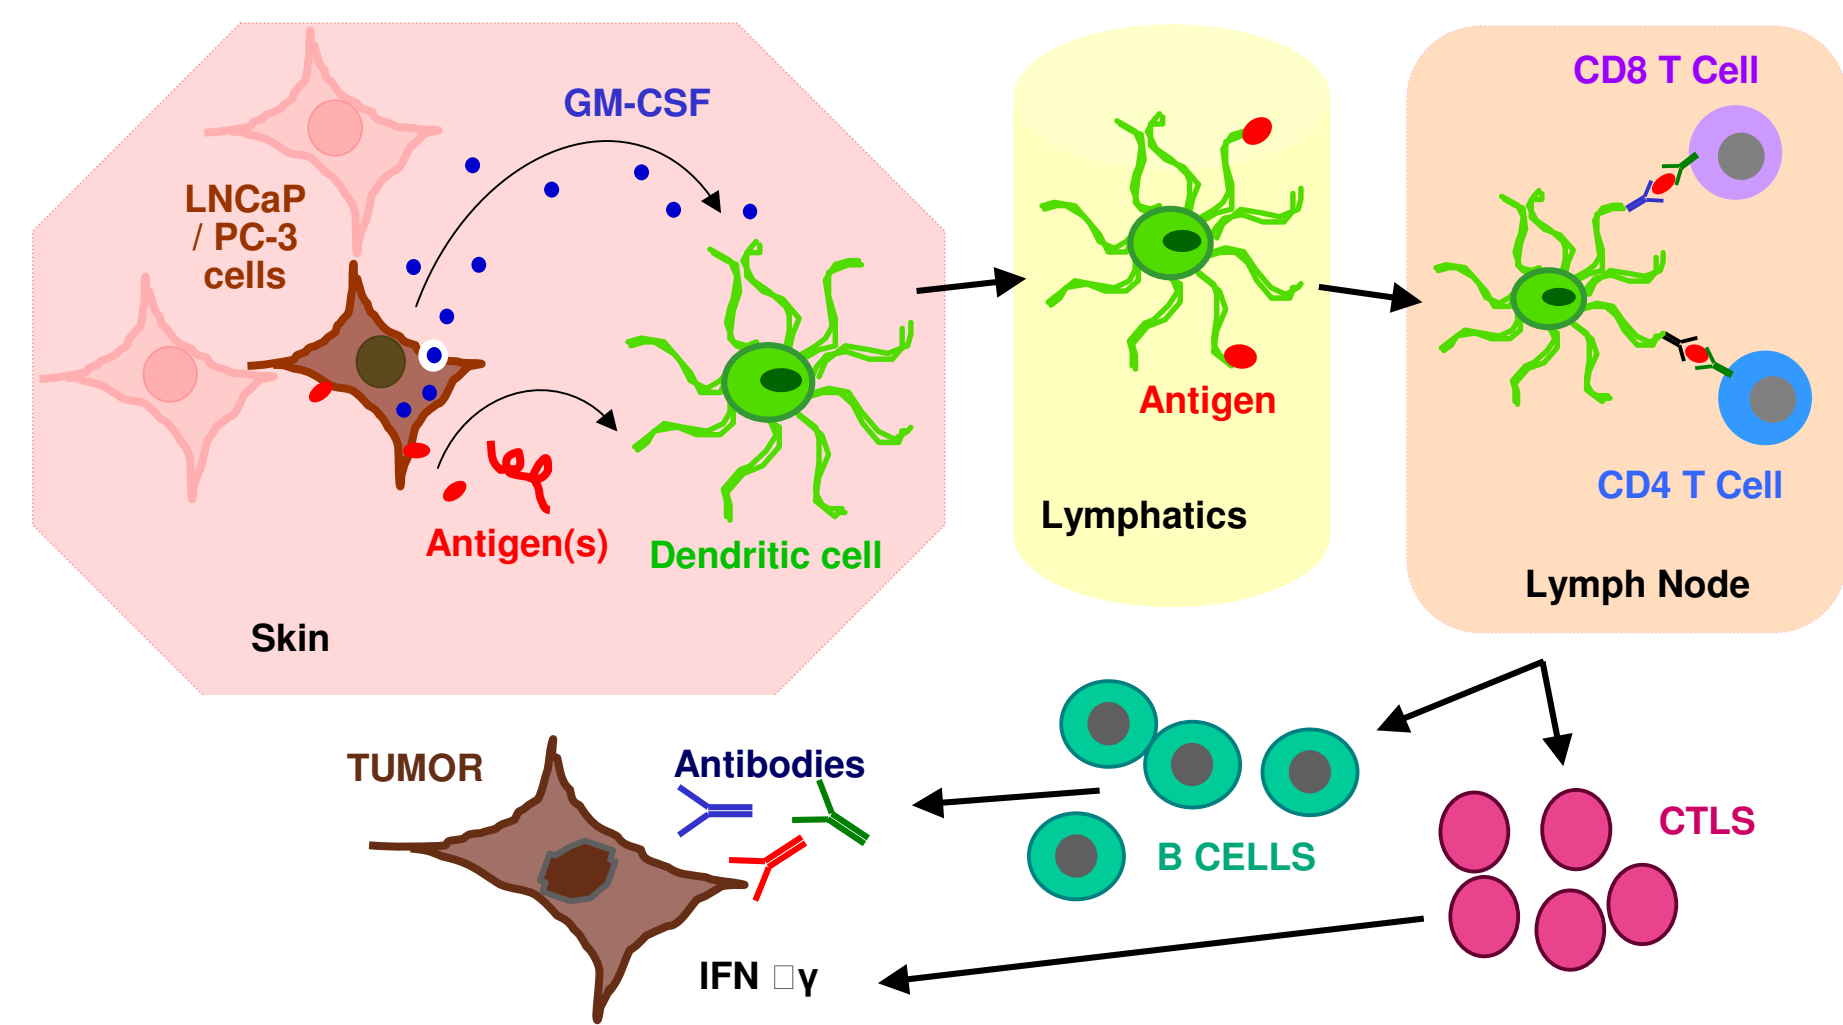 GM-CSF
LNCaP
/ PC-3
cells
Antigen(s)
Dendritic cell
Skin
Antigen
Lymphatics
CD8 T Cell
CD4 T Cell
Lymph Node
TUMOR
Antibodies
B CELLS
CTLS
IFN □γ